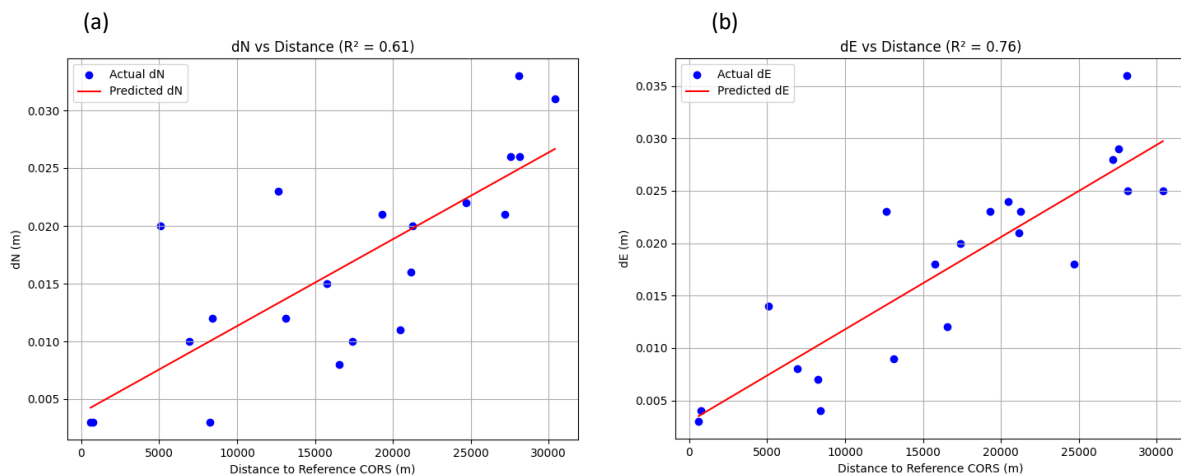 (a)
dN vs Distance (R² = 0.61)
Actual dN
Predicted dN
dN (m)
0.030
0.025
0.020
0.015
0.010
0.005
0 5000 10000 15000 20000 25000 30000
Distance to Reference CORS (m)
(b)
dE vs Distance (R² = 0.76)
Actual dE
Predicted dE
dE (m)
0.035
0.030
0.025
0.020
0.015
0.010
0.005
0 5000 10000 15000 20000 25000 30000
Distance to Reference CORS (m)